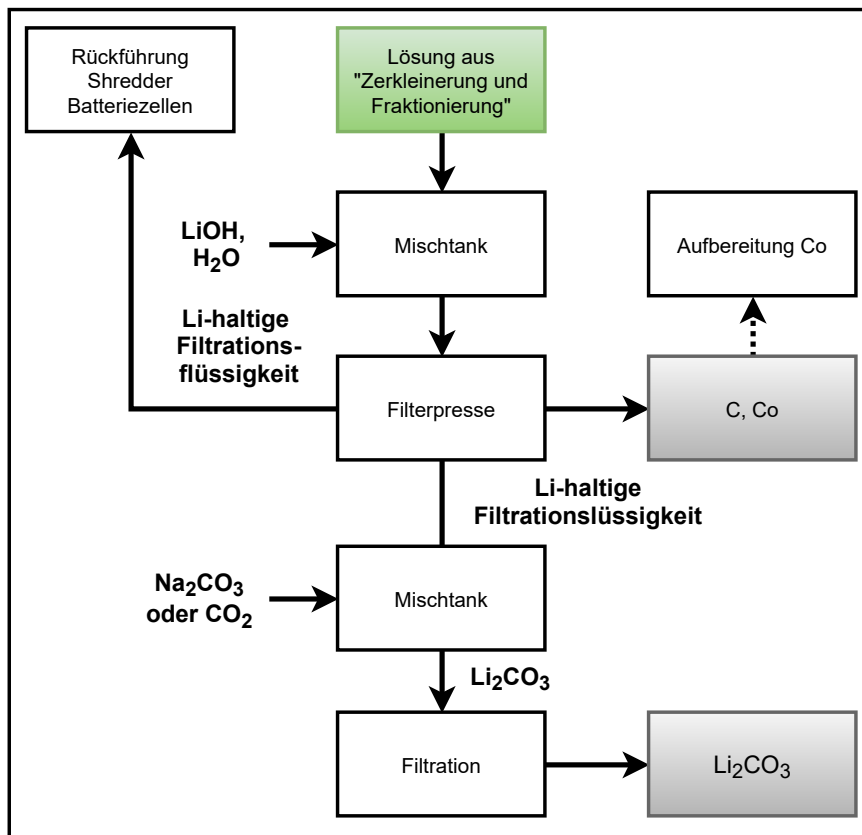 Rückführung
Shredder
Batteriezellen
Lösung aus
"Zerkleinerung und
Fraktionierung"
LiOH,
H₂O
Mischtank
Aufbereitung Co
Li-haltige
Filtrations-
flüssigkeit
Filterpresse
C, Co
Li-haltige
Filtrationslüssigkeit
Na₂CO₃
oder CO₂
Mischtank
Li₂CO₃
Filtration
Li₂CO₃